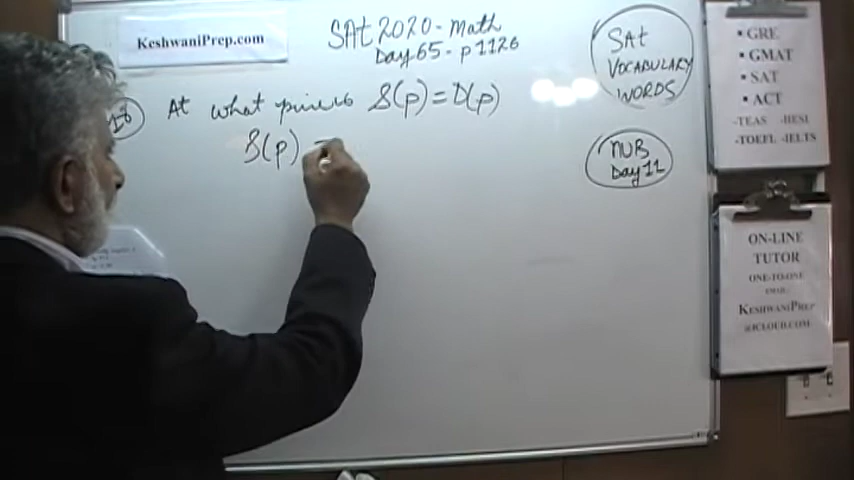 KeshwaniPrep.com
SAt 2020 - Math
Day 65 - p 1126
At what price is S(p) = D(p)
S(p) =
SAt
VOCABULARY
WORDS
NUB
Day 11
• GRE
• GMAT
• SAT
• ACT
-TEAS -HESI
-TOEFL -IELTS
ON-LINE
TUTOR
ONE-TO-ONE
EMAIL
KESHWANIPREP
@ICLOUD.COM